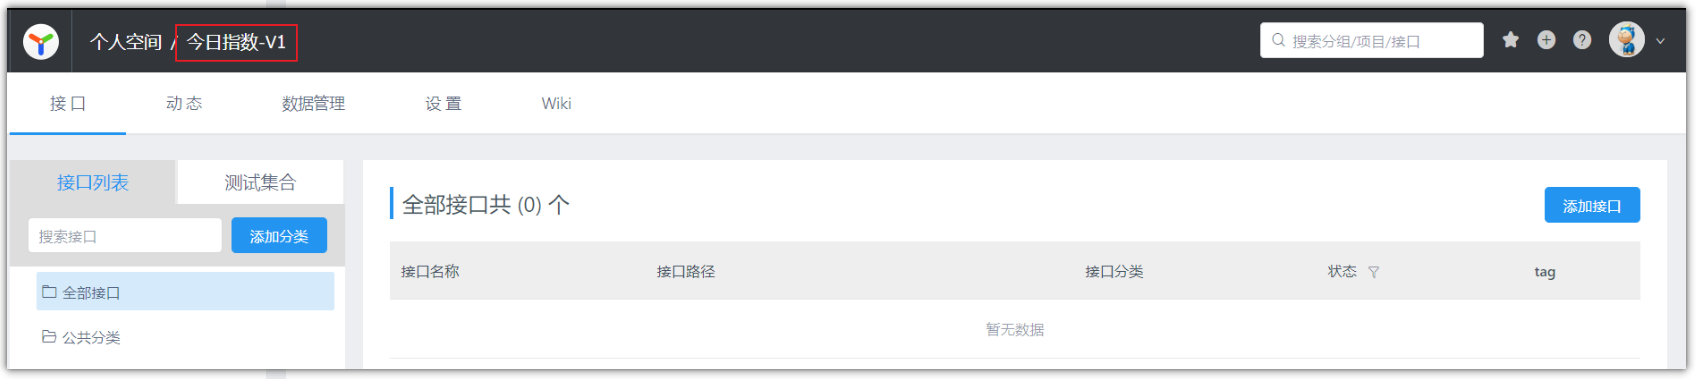 个人空间 / 今日指数-V1
搜索分组/项目/接口
接 口 动 态 数据管理 设 置 Wiki
接口列表 测试集合
搜索接口 添加分类
全部接口
公共分类
全部接口共 (0) 个
添加接口
接口名称 接口路径 接口分类 状态 tag
暂无数据